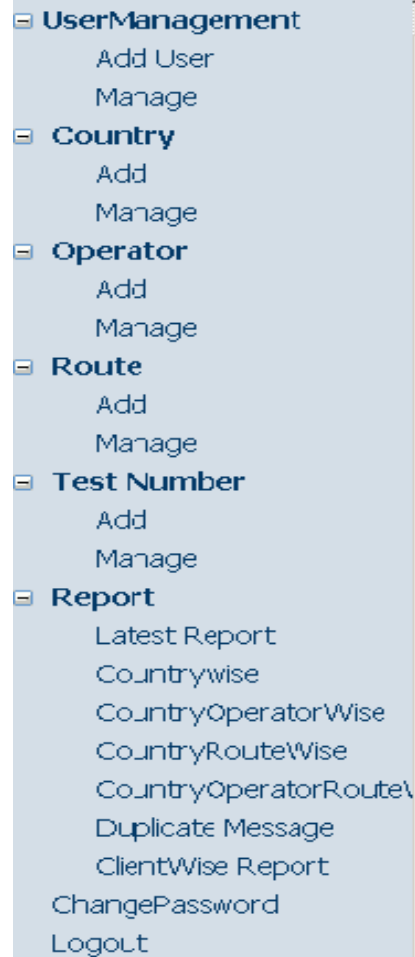 UserManagement
Add User
Manage
Country
Add
Manage
Operator
Add
Manage
Route
Add
Manage
Test Number
Add
Manage
Report
Latest Report
Countrywise
CountryOperatorWise
CountryRouteWise
CountryOperatorRoute
Duplicate Message
ClientWise Report
ChangePassword
Logout